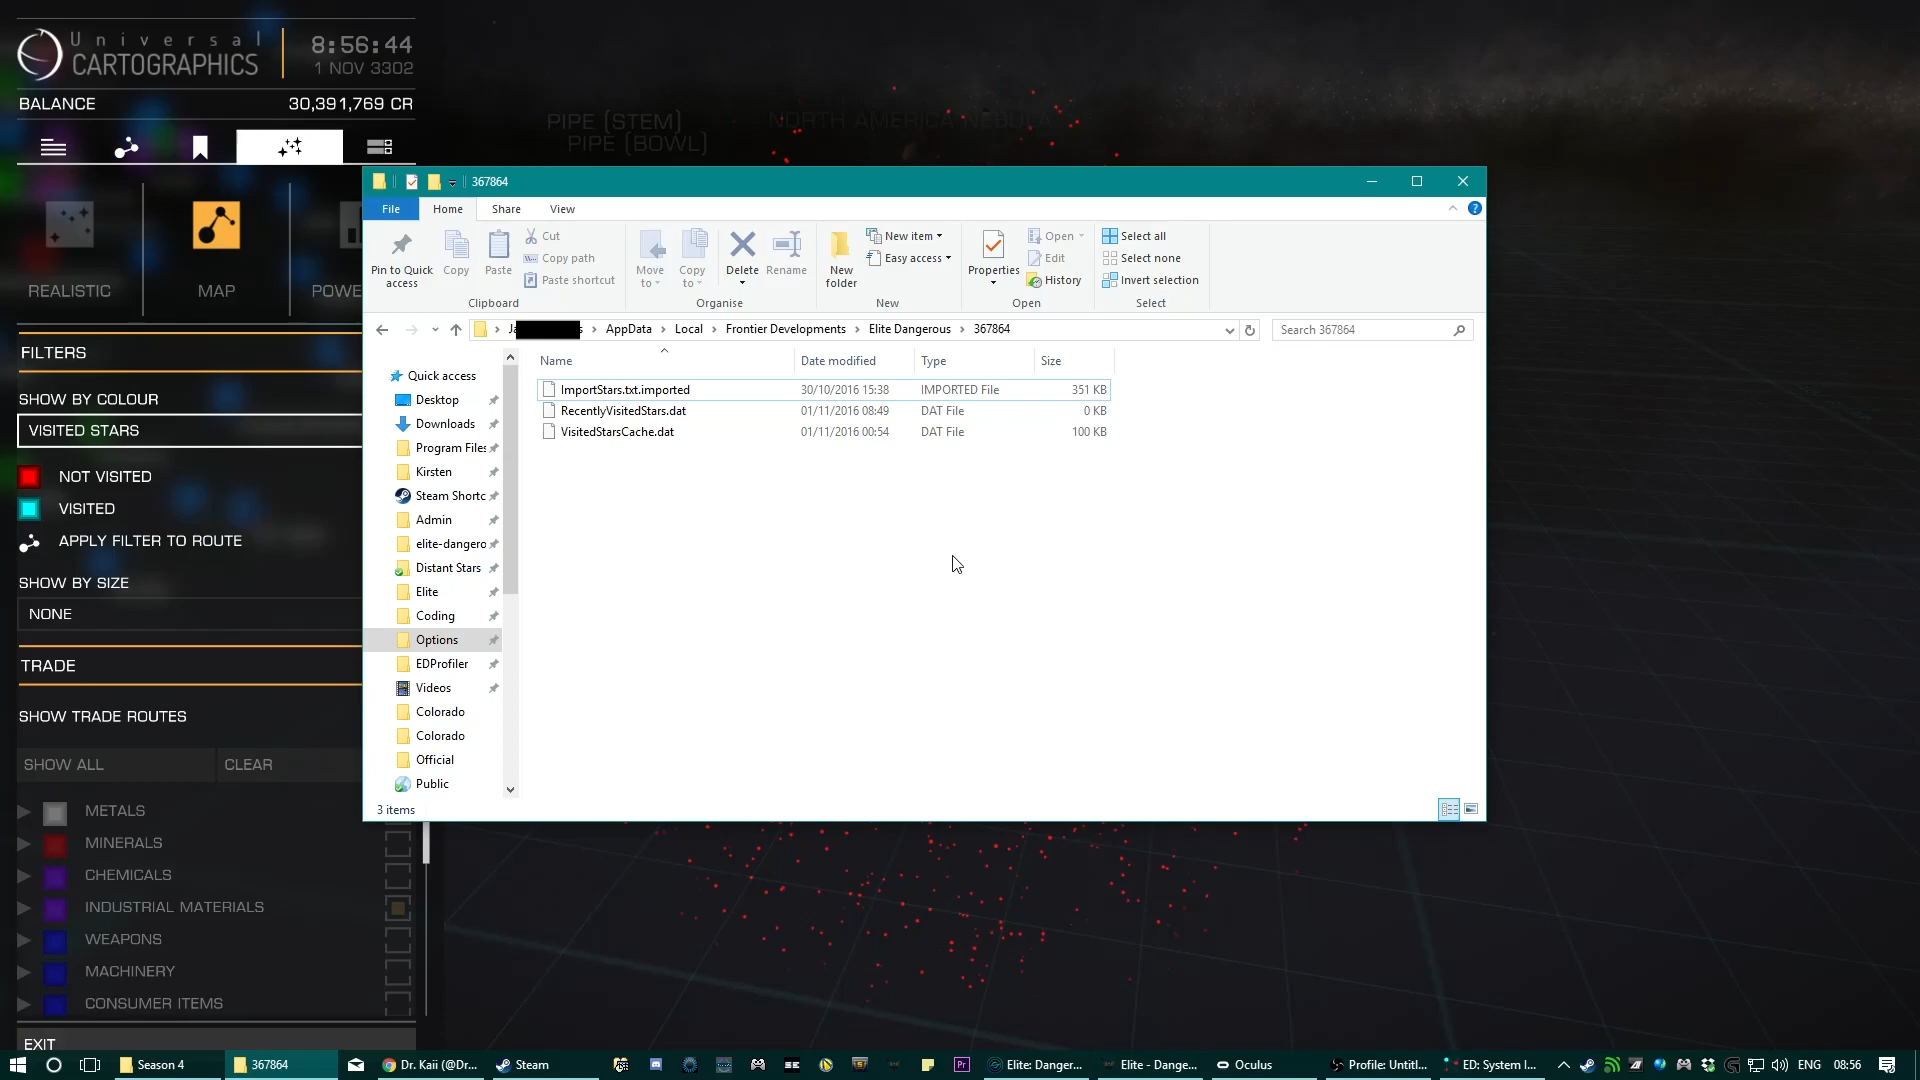 Universal
CARTOGRAPHICS
8:56:44
1 NOV 3302
BALANCE 30,391,769 CR
REALISTIC MAP POWE
FILTERS
SHOW BY COLOUR
VISITED STARS
NOT VISITED
VISITED
APPLY FILTER TO ROUTE
SHOW BY SIZE
NONE
TRADE
SHOW TRADE ROUTES
SHOW ALL CLEAR
METALS
MINERALS
CHEMICALS
INDUSTRIAL MATERIALS
WEAPONS
MACHINERY
CONSUMER ITEMS
EXIT
PIPE (STEM)
PIPE (BOWL)
NORTH AMERICA NEBULA
367864
File Home Share View
Pin to Quick access
Copy
Paste
Cut
Copy path
Paste shortcut
Clipboard
Move to
Copy to
Delete
Rename
Organise
New folder
New item
Easy access
New
Properties
Open
Edit
History
Open
Select all
Select none
Invert selection
Select
Ja s AppData Local Frontier Developments Elite Dangerous 367864
Search 367864
Name Date modified Type Size
ImportStars.txt.imported 30/10/2016 15:38 IMPORTED File 351 KB
RecentlyVisitedStars.dat 01/11/2016 08:49 DAT File 0 KB
VisitedStarsCache.dat 01/11/2016 00:54 DAT File 100 KB
Quick access
Desktop
Downloads
Program Files
Kirsten
Steam Shortc
Admin
elite-dangero
Distant Stars
Elite
Coding
Options
EDProfiler
Videos
Colorado
Colorado
Official
Public
3 items
Season 4
367864
Dr. Kaii (@Dr...
Steam
Elite: Danger...
Elite - Dange...
Oculus
Profile: Untitl...
ED: System I...
ENG
08:56